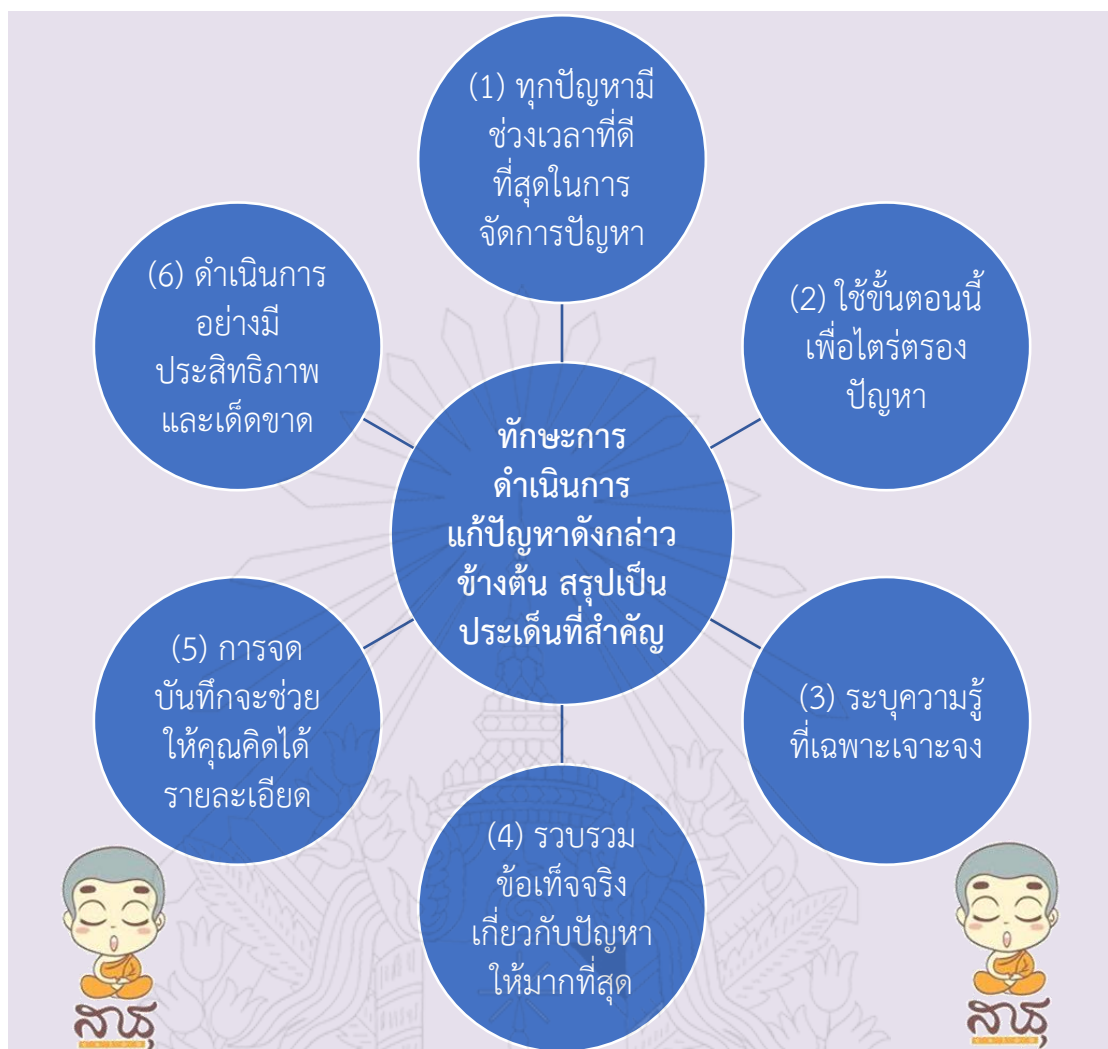 (1) ทุกปัญหามี
ช่วงเวลาที่ดี
ที่สุดในการ
จัดการปัญหา
(2) ใช้ขั้นตอนนี้
เพื่อไตร่ตรอง
ปัญหา
(3) ระบุความรู้
ที่เฉพาะเจาะจง
(4) รวบรวม
ข้อเท็จจริง
เกี่ยวกับปัญหา
ให้มากที่สุด
(5) การจด
บันทึกจะช่วย
ให้คุณคิดได้
รายละเอียด
(6) ดำเนินการ
อย่างมี
ประสิทธิภาพ
และเด็ดขาด
ทักษะการ
ดำเนินการ
แก้ปัญหาดังกล่าว
ข้างต้น สรุปเป็น
ประเด็นที่สำคัญ
สาธุ
สาธุ